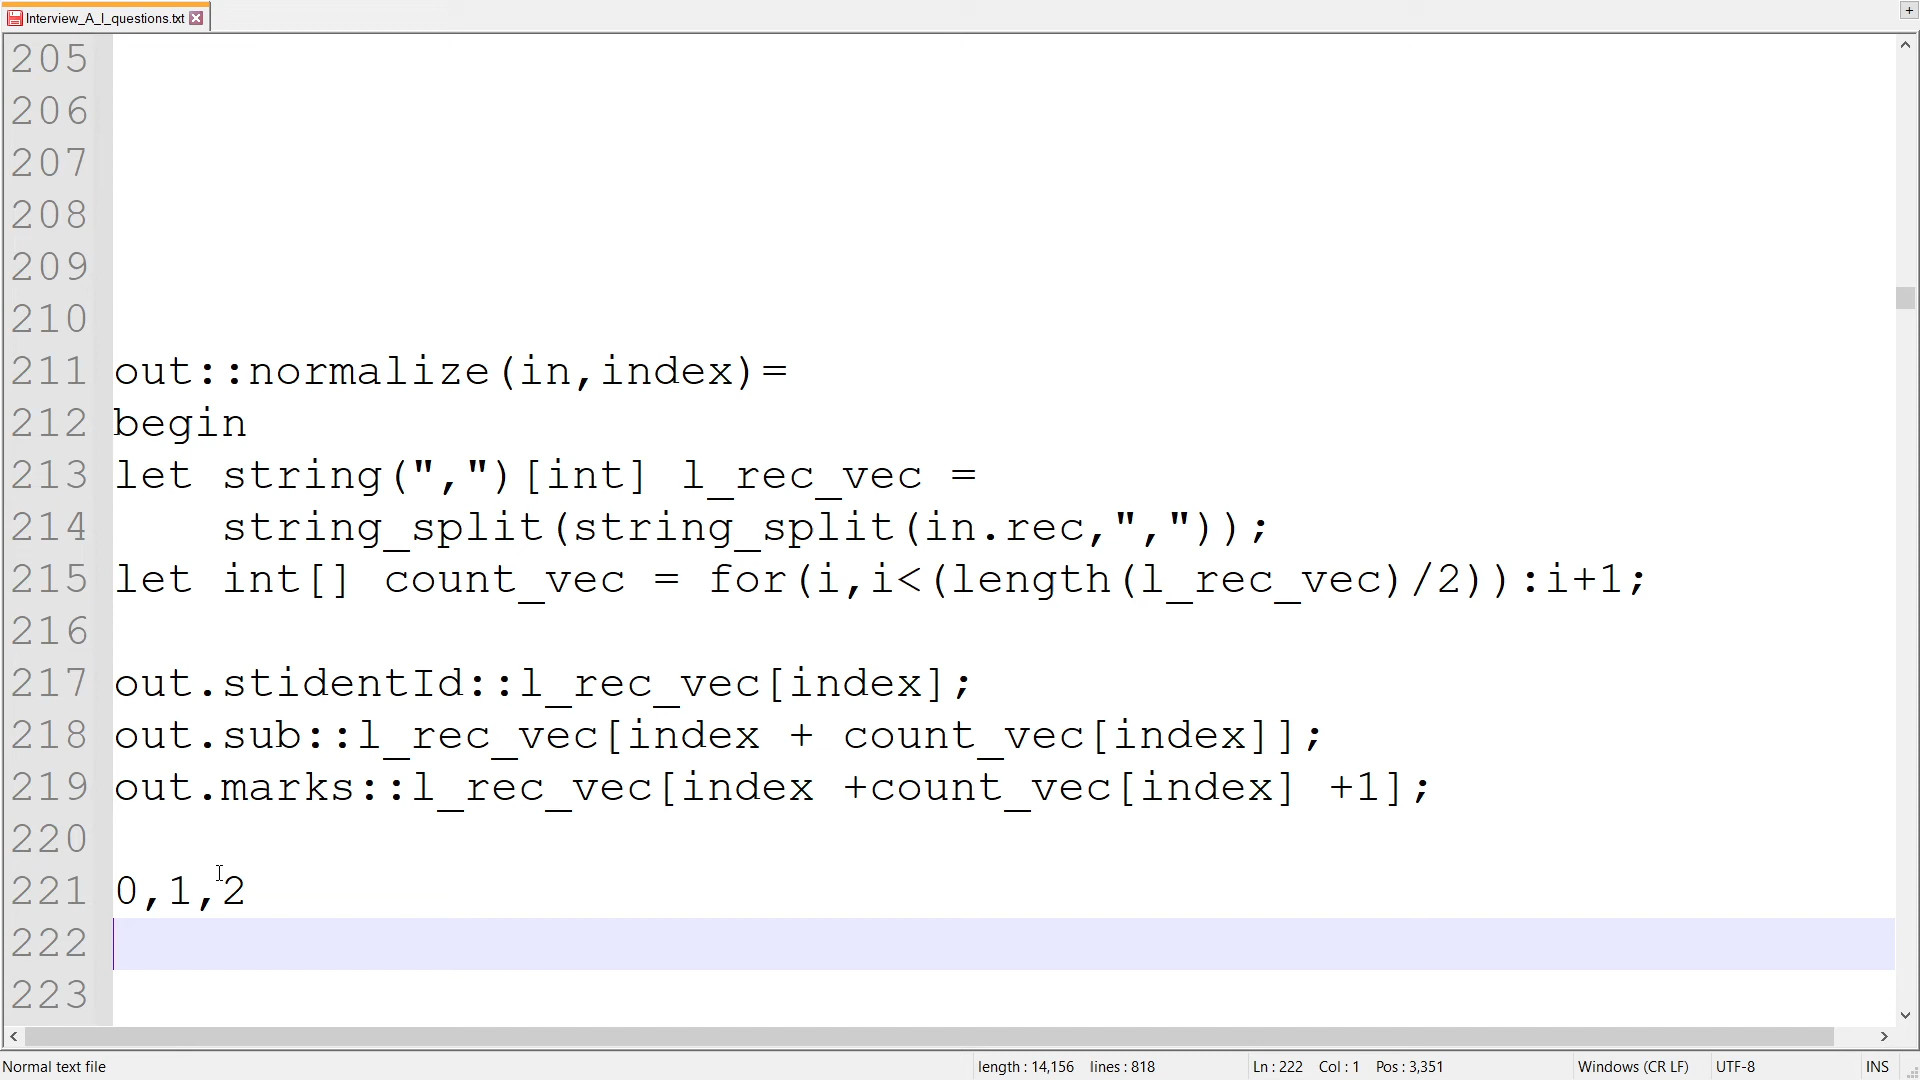 Interview_A_I_questions.txt
205
206
207
208
209
210
211 out::normalize(in,index)=
212 begin
213 let string(",")[int] l_rec_vec =
214     string_split(string_split(in.rec,","));
215 let int[] count_vec = for(i,i<(length(l_rec_vec)/2)):i+1;
216
217 out.stidentId::l_rec_vec[index];
218 out.sub::l_rec_vec[index + count_vec[index]];
219 out.marks::l_rec_vec[index +count_vec[index] +1];
220
221 0,1,2
222
223
Normal text file length : 14,156 lines : 818 Ln : 222 Col : 1 Pos : 3,351 Windows (CR LF) UTF-8 INS